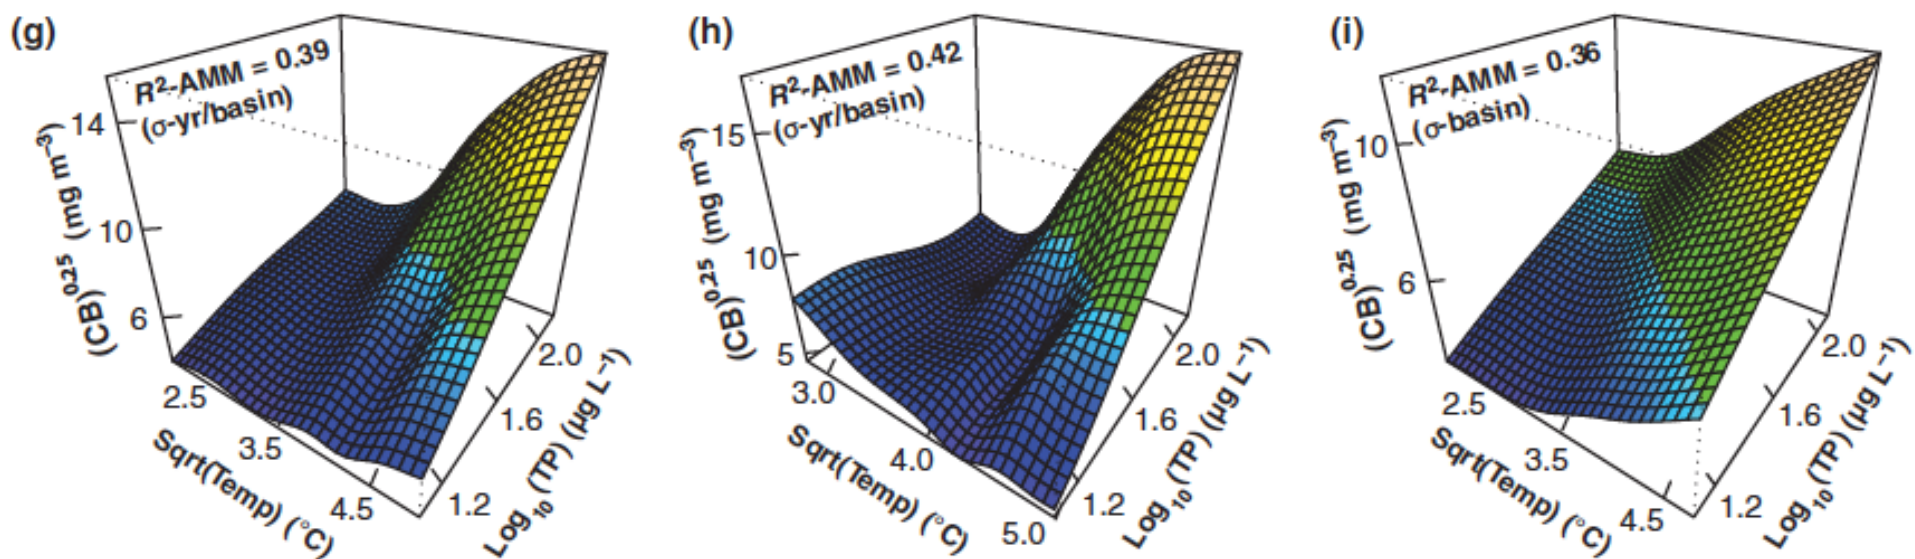 (g)
R²-AMM = 0.39
(σ-yr/basin)
(CB)^0.25 (mg m⁻³)
14
10
6
2.5
3.5
4.5
Sqrt(Temp) (°C)
1.2
1.6
2.0
Log₁₀(TP) (µg L⁻¹)
(h)
R²-AMM = 0.42
(σ-yr/basin)
(CB)^0.25 (mg m⁻³)
15
10
5
3.0
4.0
5.0
Sqrt(Temp) (°C)
1.2
1.6
2.0
Log₁₀(TP) (µg L⁻¹)
(i)
R²-AMM = 0.36
(σ-basin)
(CB)^0.25 (mg m⁻³)
10
6
2.5
3.5
4.5
Sqrt(Temp) (°C)
1.2
1.6
2.0
Log₁₀(TP) (µg L⁻¹)